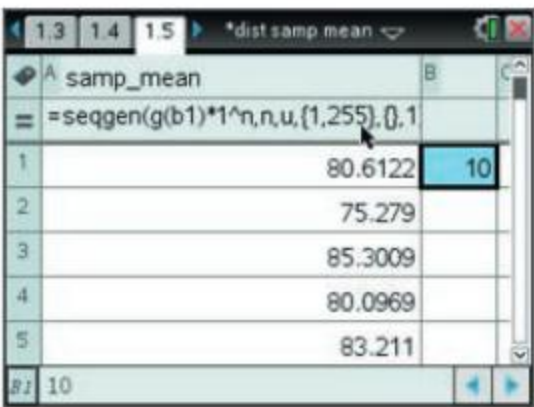 1.3 1.4 1.5 *dist samp mean
A samp_mean B C
=seqgen(g(b1)*1^n,n,u,{1,255},{},1
1 80.6122 10
2 75.279
3 85.3009
4 80.0969
5 83.211
B1 10